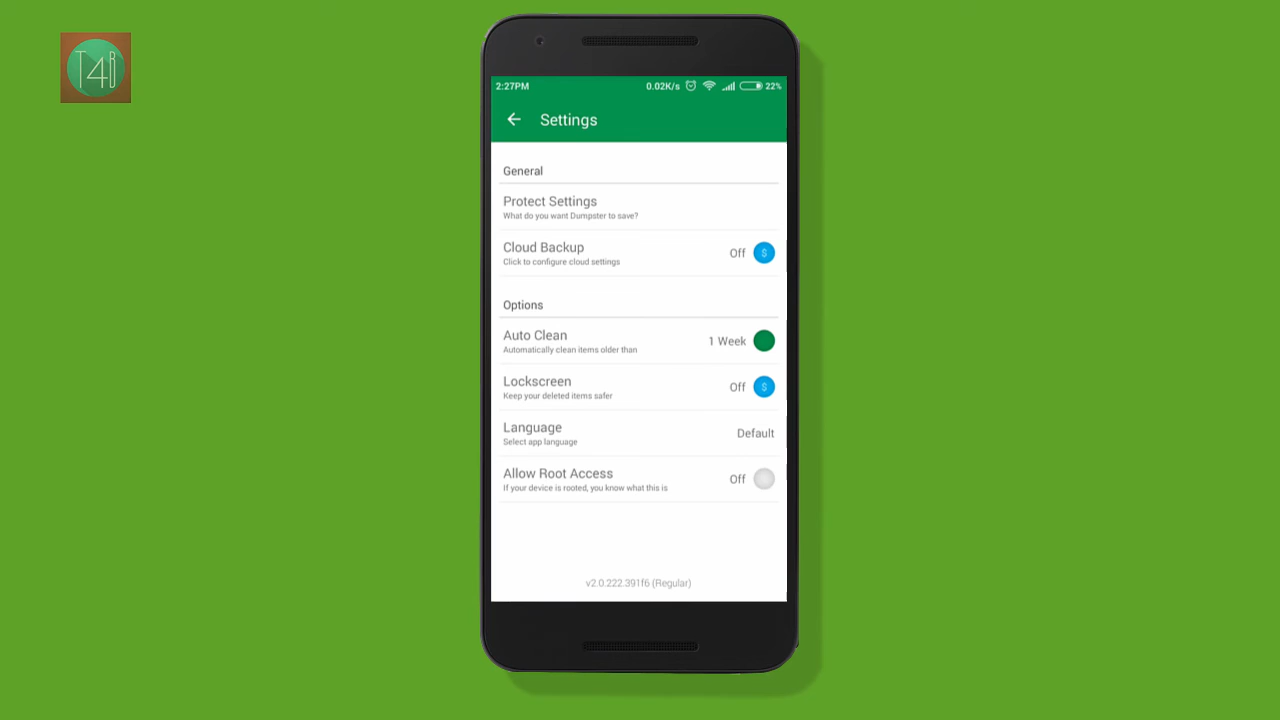 T4B
2:27PM 0.02K/s 22%
Settings
General
Protect Settings
What do you want Dumpster to save?
Cloud Backup
Click to configure cloud settings
Off $
Options
Auto Clean
Automatically clean items older than
1 Week
Lockscreen
Keep your deleted items safer
Off $
Language
Select app language
Default
Allow Root Access
If your device is rooted, you know what this is
Off
v2.0.222.391f6 (Regular)